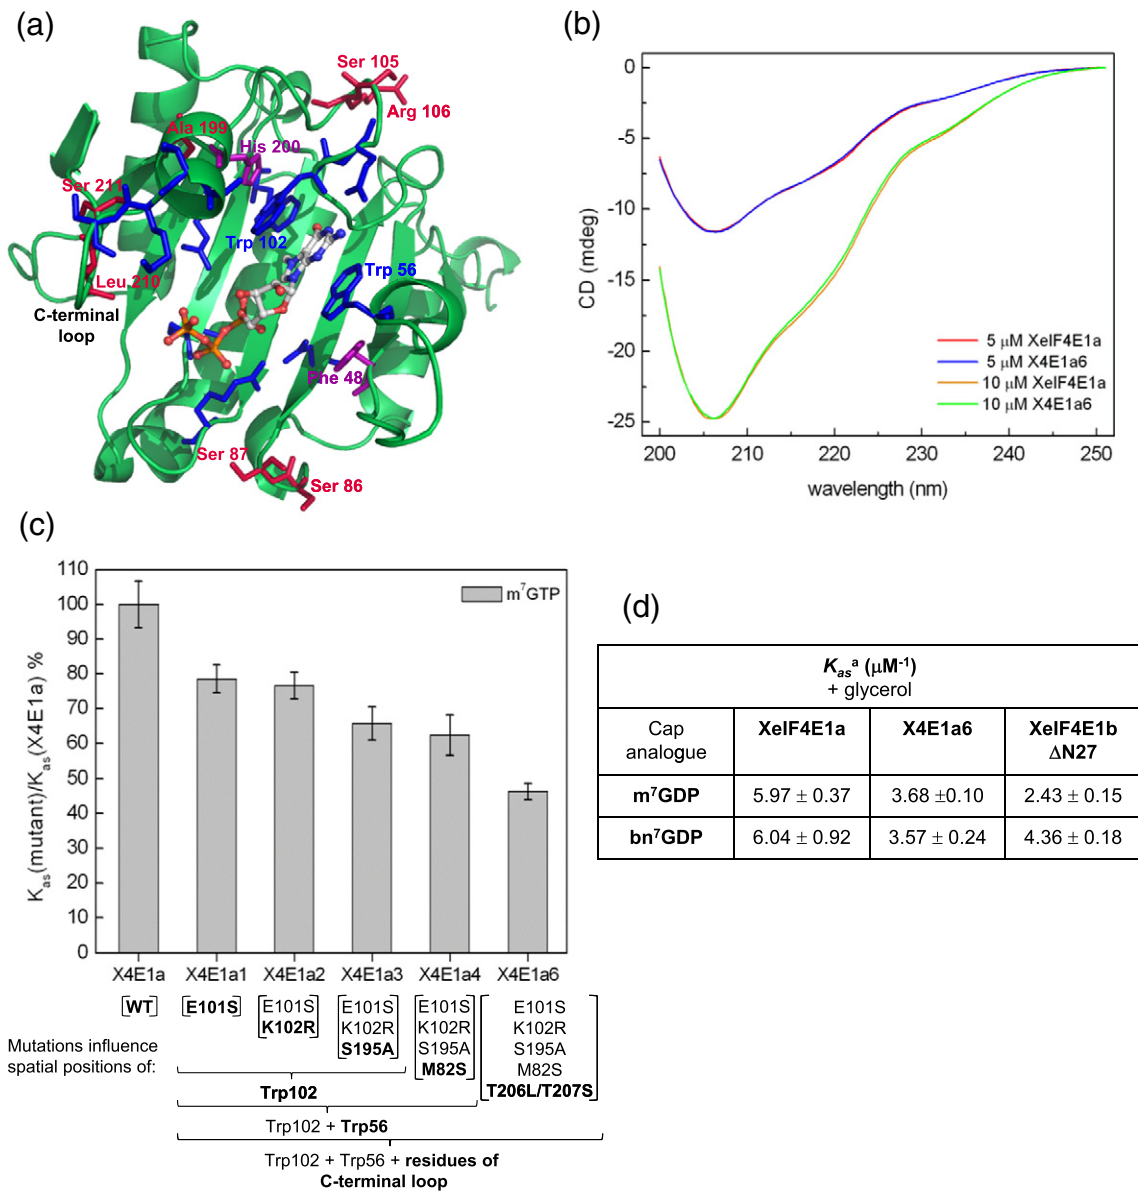 (a)
Ser 105
Arg 106
Ala 199
His 200
Ser 211
Trp 102
Trp 56
Leu 210
C-terminal
loop
Phe 48
Ser 87
Ser 86
(b)
0
-5
-10
-15
-20
-25
CD (mdeg)
5 μM XeIF4E1a
5 μM X4E1a6
10 μM XeIF4E1a
10 μM X4E1a6
200 210 220 230 240 250
wavelength (nm)
(c)
110
100
90
80
70
60
50
40
30
20
10
0
Kas(mutant)/Kas(X4E1a) %
m⁷GTP
X4E1a X4E1a1 X4E1a2 X4E1a3 X4E1a4 X4E1a6
[WT] [E101S] E101S E101S E101S E101S
K102R K102R K102R K102R
S195A S195A S195A
M82S M82S
T206L/T207S
Mutations influence
spatial positions of:
Trp102
Trp102 + Trp56
Trp102 + Trp56 + residues of
C-terminal loop
(d)
Kasᵃ (μM⁻¹)
+ glycerol
Cap analogue XeIF4E1a X4E1a6 XeIF4E1b ΔN27
m⁷GDP 5.97 ± 0.37 3.68 ±0.10 2.43 ± 0.15
bn⁷GDP 6.04 ± 0.92 3.57 ± 0.24 4.36 ± 0.18